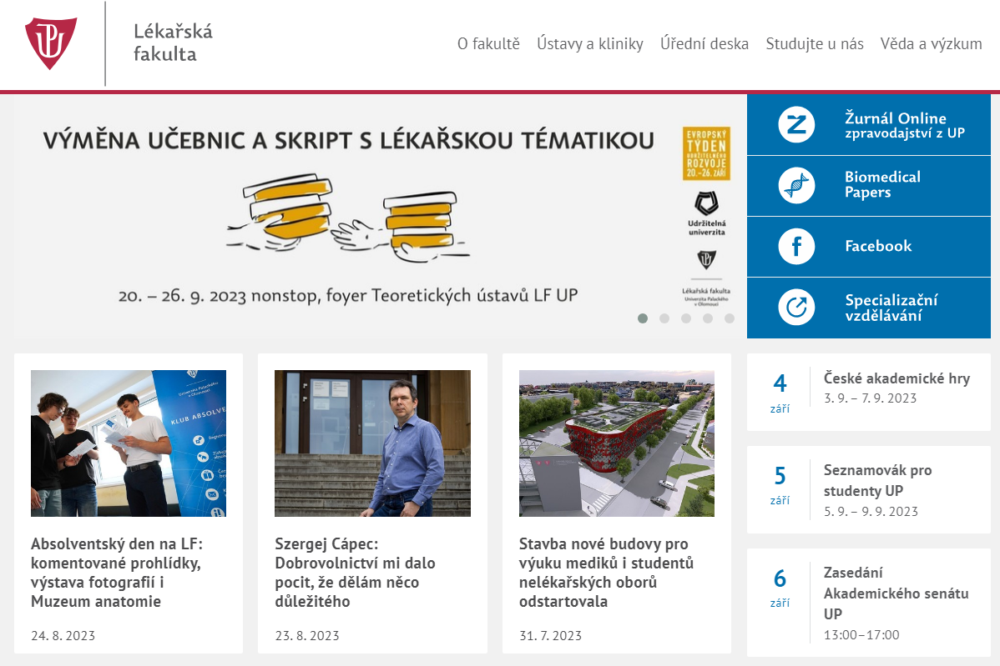 Lékařská
fakulta
O fakultě
Ústavy a kliniky
Úřední deska
Studujte u nás
Věda a výzkum
VÝMĚNA UČEBNIC A SKRIPT S LÉKAŘSKOU TÉMATIKOU
20. – 26. 9. 2023 nonstop, foyer Teoretických ústavů LF UP
EVROPSKÝ
TÝDEN
UDRŽITELNÉHO
ROZVOJE
20.–26. ZÁŘÍ
Udržitelná
univerzita
Lékařská fakulta
Univerzita Palackého
v Olomouci
Žurnál Online
zpravodajství z UP
Biomedical
Papers
Facebook
Specializační
vzdělávání
Univerzita Palackého
v Olomouci
KLUB ABSOLVE
Absolventský den na LF:
komentované prohlídky,
výstava fotografií i
Muzeum anatomie
24. 8. 2023
Szergej Cápec:
Dobrovolnictví mi dalo
pocit, že dělám něco
důležitého
23. 8. 2023
Stavba nové budovy pro
výuku mediků i studentů
nelékařských oborů
odstartovala
31. 7. 2023
4
září
České akademické hry
3. 9. – 7. 9. 2023
5
září
Seznamovák pro
studenty UP
5. 9. – 9. 9. 2023
6
září
Zasedání
Akademického senátu
UP
13:00–17:00